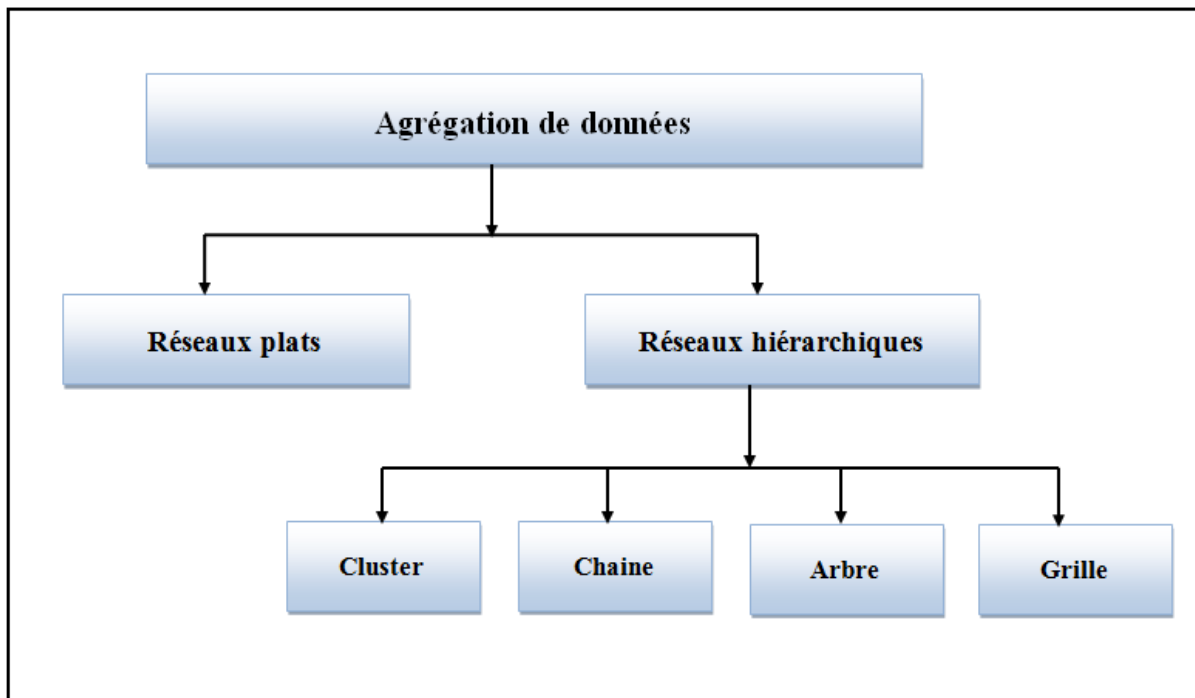 Agrégation de données
Réseaux plats
Réseaux hiérarchiques
Cluster
Chaine
Arbre
Grille